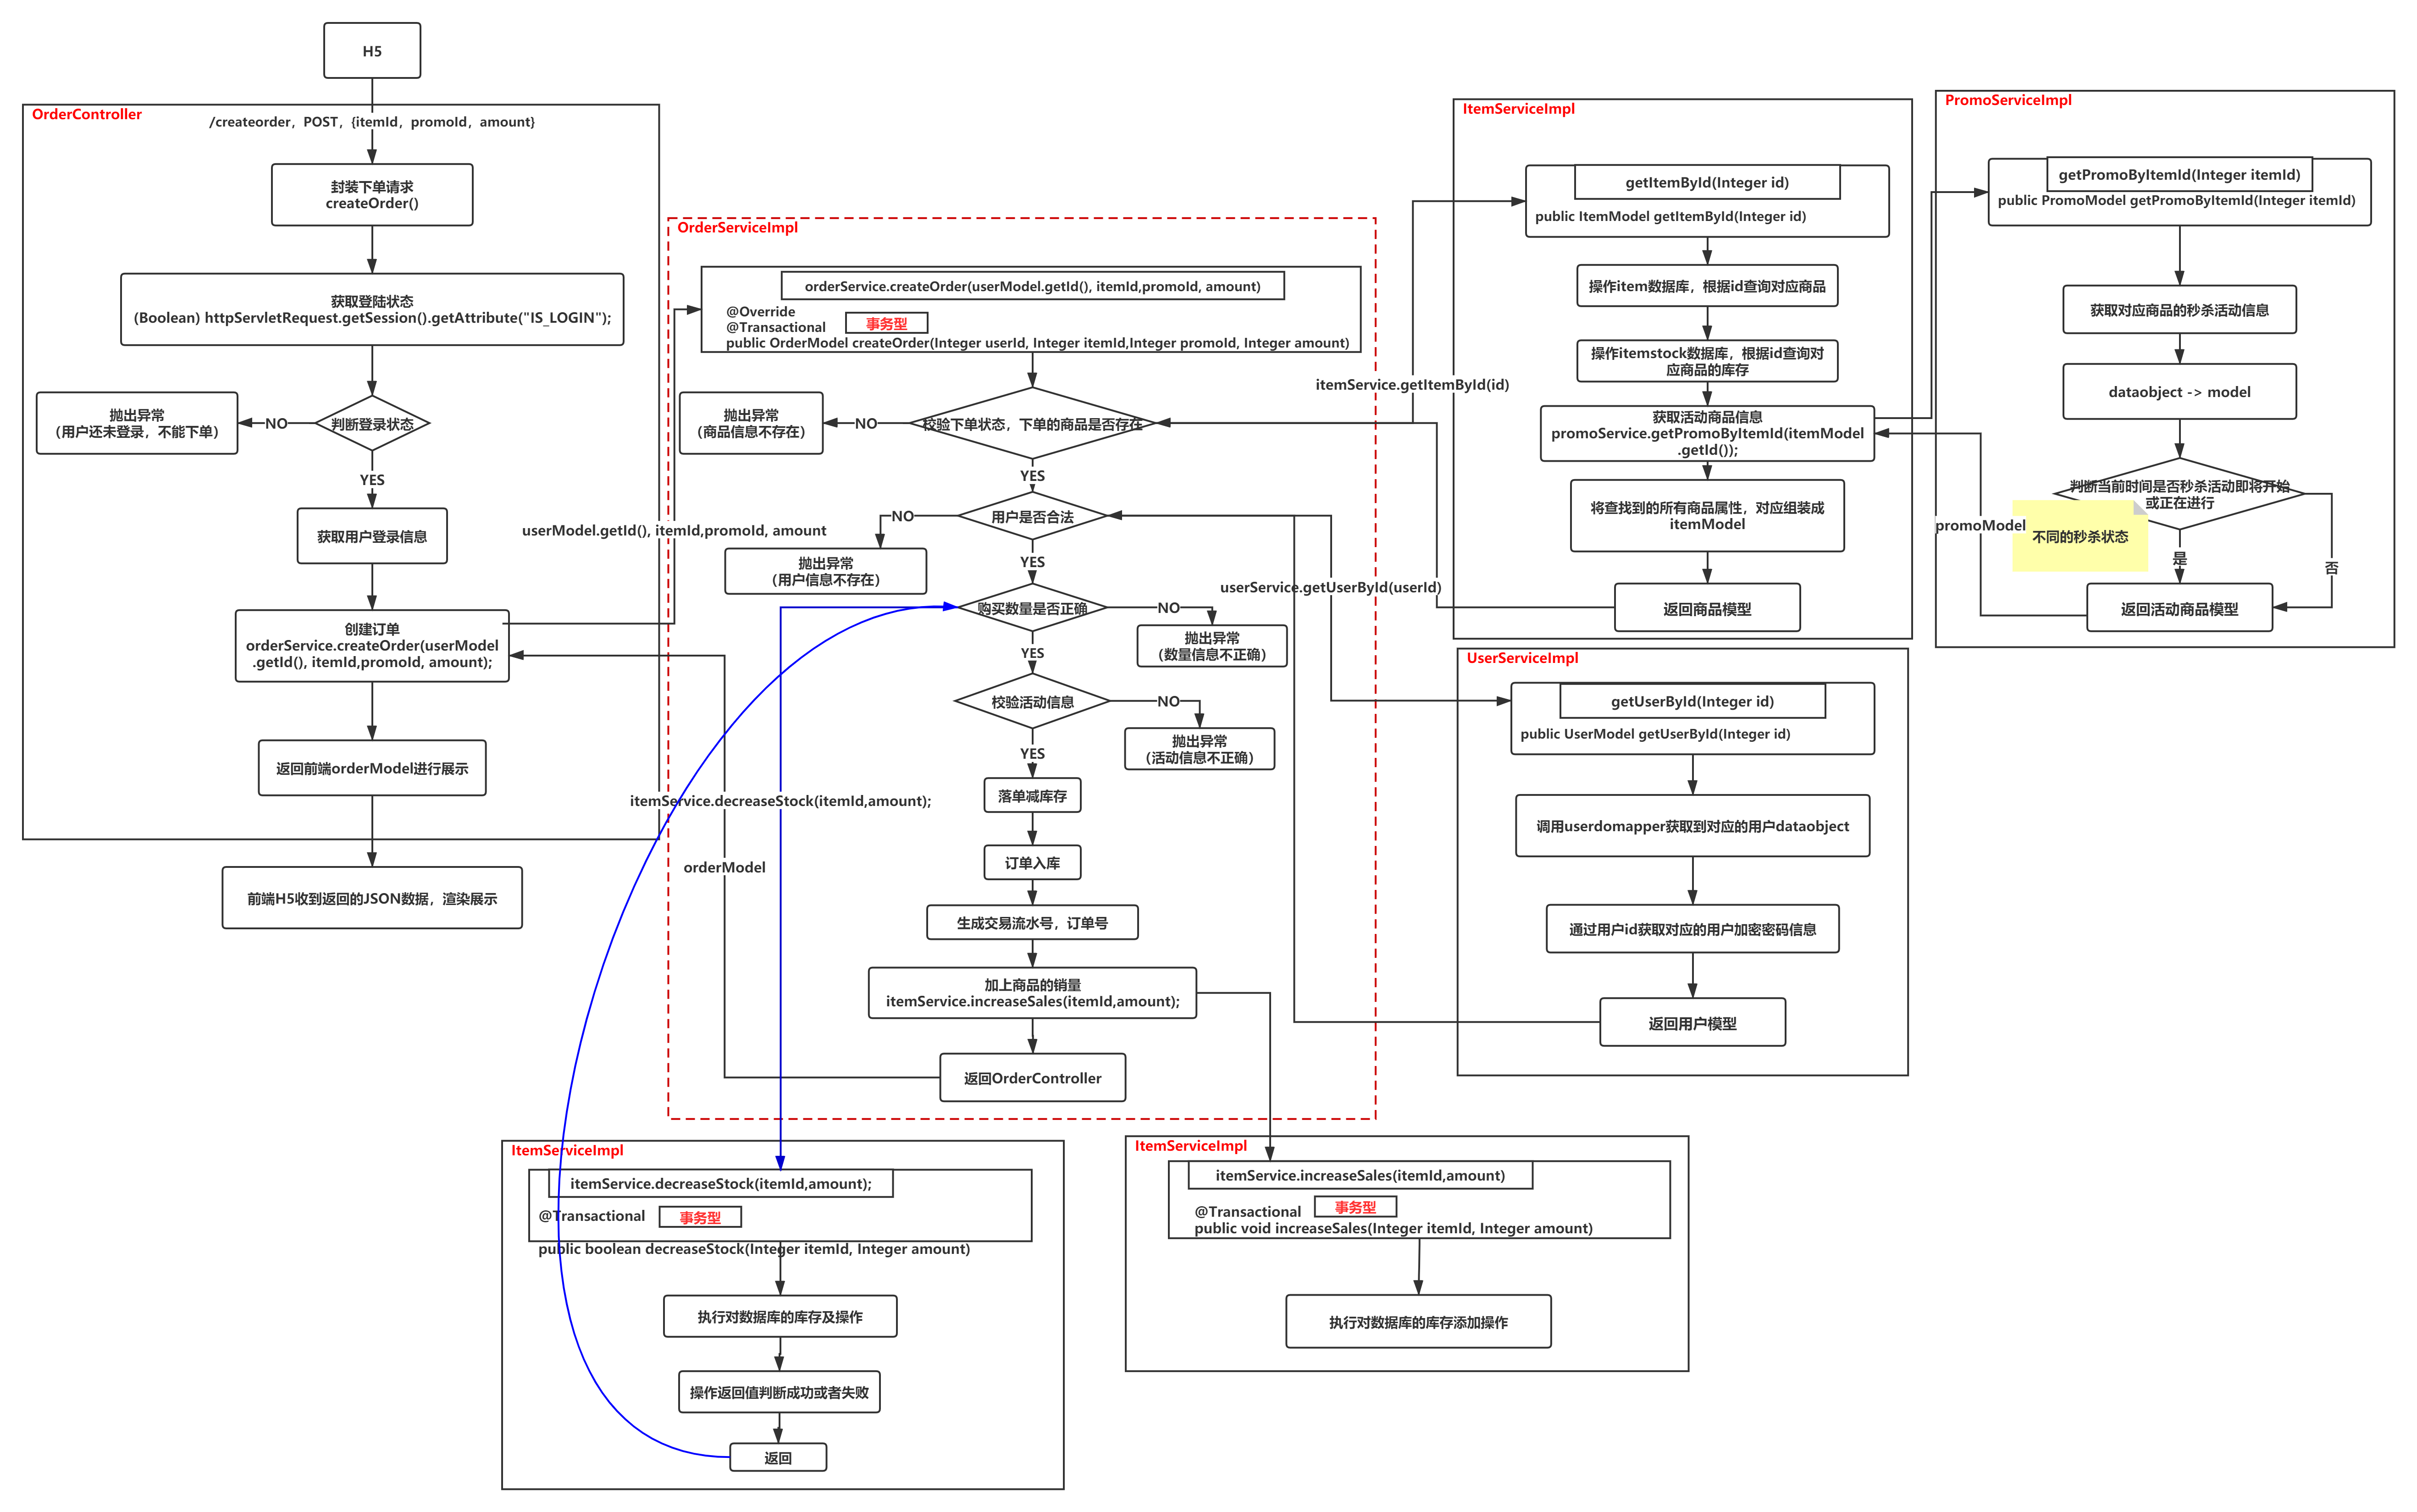 H5
OrderController
/createorder，POST，{itemId，promoId，amount}
封装下单请求
createOrder()
获取登陆状态
(Boolean) httpServletRequest.getSession().getAttribute("IS_LOGIN");
判断登录状态
NO
抛出异常
（用户还未登录，不能下单）
YES
获取用户登录信息
创建订单
orderService.createOrder(userModel
.getId(), itemId,promoId, amount);
返回前端orderModel进行展示
前端H5收到返回的JSON数据，渲染展示
userModel.getId(), itemId,promoId, amount
orderModel
OrderServiceImpl
orderService.createOrder(userModel.getId(), itemId,promoId, amount)
@Override
@Transactional
事务型
public OrderModel createOrder(Integer userId, Integer itemId,Integer promoId, Integer amount)
校验下单状态，下单的商品是否存在
NO
抛出异常
（商品信息不存在）
YES
用户是否合法
NO
抛出异常
（用户信息不存在）
YES
购买数量是否正确
NO
抛出异常
（数量信息不正确）
YES
校验活动信息
NO
抛出异常
（活动信息不正确）
YES
落单减库存
订单入库
生成交易流水号，订单号
加上商品的销量
itemService.increaseSales(itemId,amount);
返回OrderController
itemService.decreaseStock(itemId,amount);
itemService.getItemById(id)
userService.getUserById(userId)
ItemServiceImpl
getItemById(Integer id)
public ItemModel getItemById(Integer id)
操作item数据库，根据id查询对应商品
操作itemstock数据库，根据id查询对
应商品的库存
获取活动商品信息
promoService.getPromoByItemId(itemModel
.getId());
将查找到的所有商品属性，对应组装成
itemModel
返回商品模型
PromoServiceImpl
getPromoByItemId(Integer itemId)
public PromoModel getPromoByItemId(Integer itemId)
获取对应商品的秒杀活动信息
dataobject -> model
判断当前时间是否秒杀活动即将开始
或正在进行
不同的秒杀状态
是
否
返回活动商品模型
promoModel
UserServiceImpl
getUserById(Integer id)
public UserModel getUserById(Integer id)
调用userdomapper获取到对应的用户dataobject
通过用户id获取对应的用户加密密码信息
返回用户模型
ItemServiceImpl
itemService.decreaseStock(itemId,amount);
@Transactional
事务型
public boolean decreaseStock(Integer itemId, Integer amount)
执行对数据库的库存及操作
操作返回值判断成功或者失败
返回
ItemServiceImpl
itemService.increaseSales(itemId,amount)
@Transactional
事务型
public void increaseSales(Integer itemId, Integer amount)
执行对数据库的库存添加操作